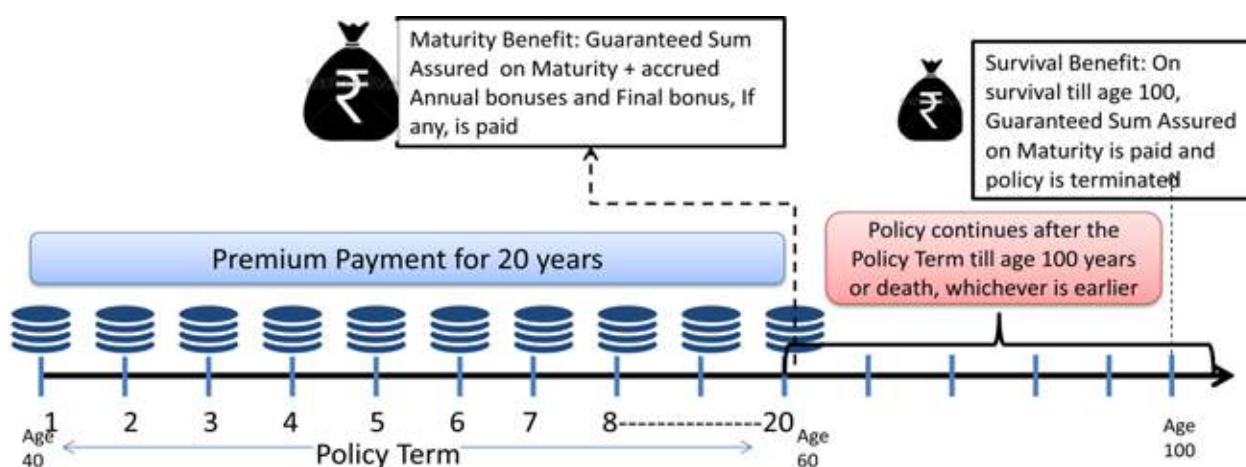 Maturity Benefit: Guaranteed Sum
Assured on Maturity + accrued
Annual bonuses and Final bonus, If
any, is paid
Survival Benefit: On
survival till age 100,
Guaranteed Sum Assured
on Maturity is paid and
policy is terminated
Premium Payment for 20 years
Policy continues after the
Policy Term till age 100 years
or death, whichever is earlier
1 2 3 4 5 6 7 8--------------20
Age
40
Policy Term
Age
60
Age
100
₹
₹